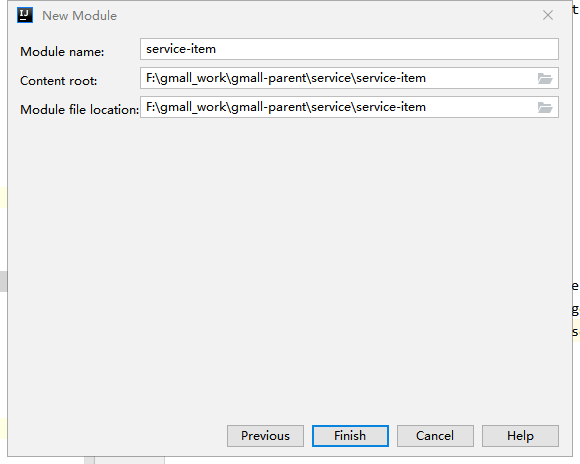 IJ New Module
t
Module name: service-item
Content root: F:\gmall_work\gmall-parent\service\service-item
Module file location: F:\gmall_work\gmall-parent\service\service-item
e
g
s
Previous Finish Cancel Help